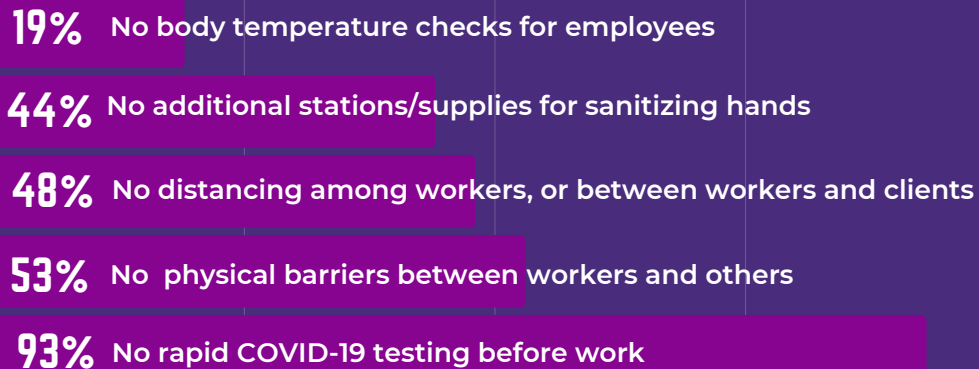 19% No body temperature checks for employees
44% No additional stations/supplies for sanitizing hands
48% No distancing among workers, or between workers and clients
53% No physical barriers between workers and others
93% No rapid COVID-19 testing before work